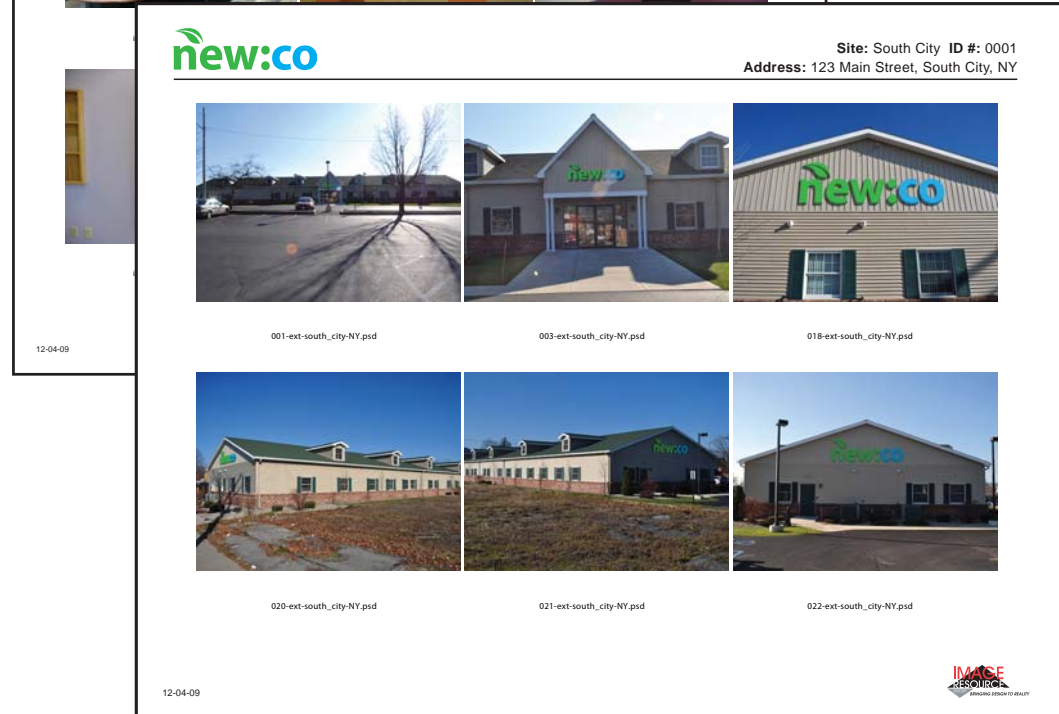 new:co
Site: South City ID #: 0001
Address: 123 Main Street, South City, NY
new:co
new:co
001-ext-south_city-NY.psd
003-ext-south_city-NY.psd
018-ext-south_city-NY.psd
new:co
new:co
020-ext-south_city-NY.psd
021-ext-south_city-NY.psd
022-ext-south_city-NY.psd
12-04-09
12-04-09
IMAGE
RESOURCE
BRINGING DESIGN TO REALITY